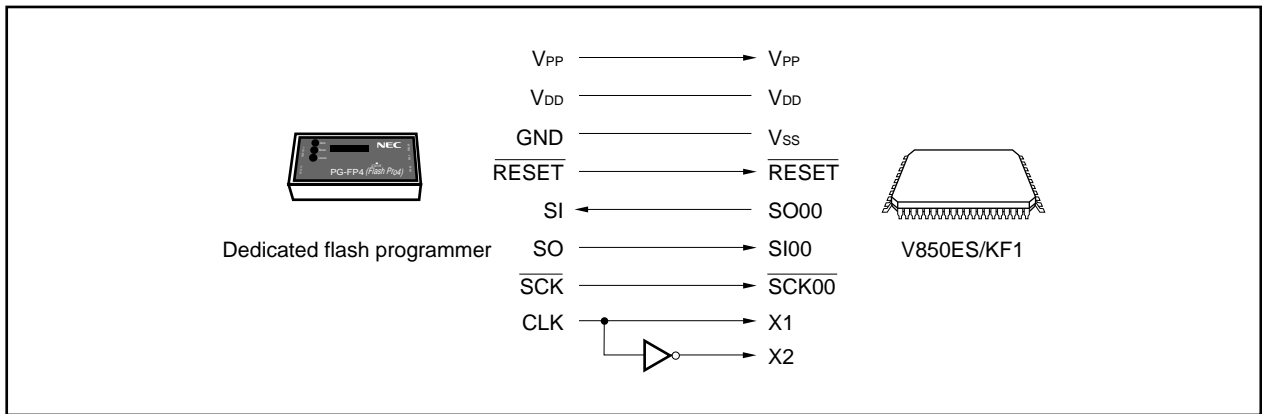 VPP VPP
VDD VDD
GND VSS
NEC
PG-FP4 (Flash Pro4)
RESET RESET
SI SO00
Dedicated flash programmer SO SI00 V850ES/KF1
SCK SCK00
CLK X1
X2